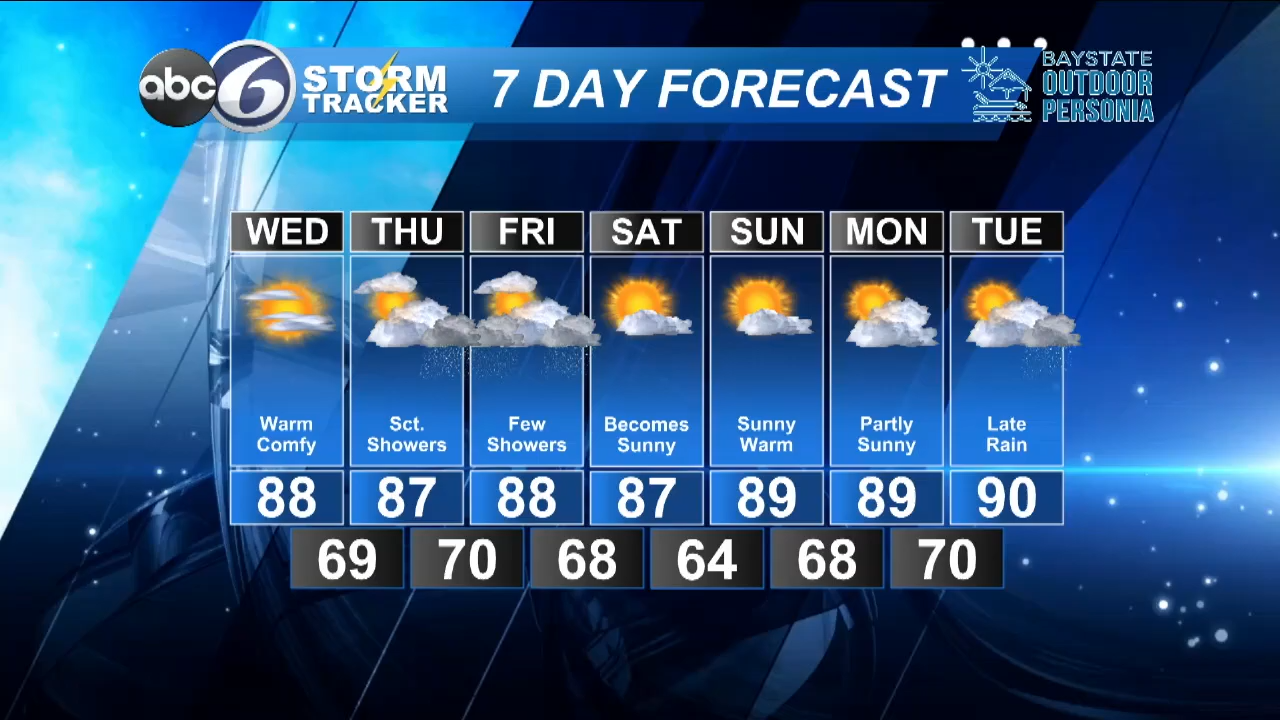 abc 6 STORM TRACKER 7 DAY FORECAST BAYSTATE OUTDOOR PERSONIA
WED THU FRI SAT SUN MON TUE
Warm Sct. Few Becomes Sunny Partly Late
Comfy Showers Showers Sunny Warm Sunny Rain
88 87 88 87 89 89 90
69 70 68 64 68 70